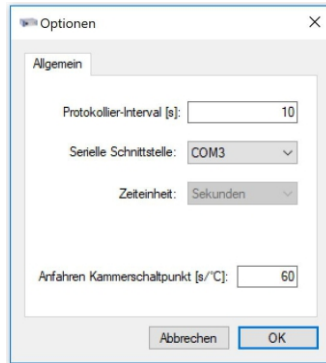 Optionen
Allgemein
Protokollier-Interval [s]: 10
Serielle Schnittstelle: COM3
Zeiteinheit: Sekunden
Anfahren Kammerschaltpunkt [s/°C]: 60
Abbrechen OK